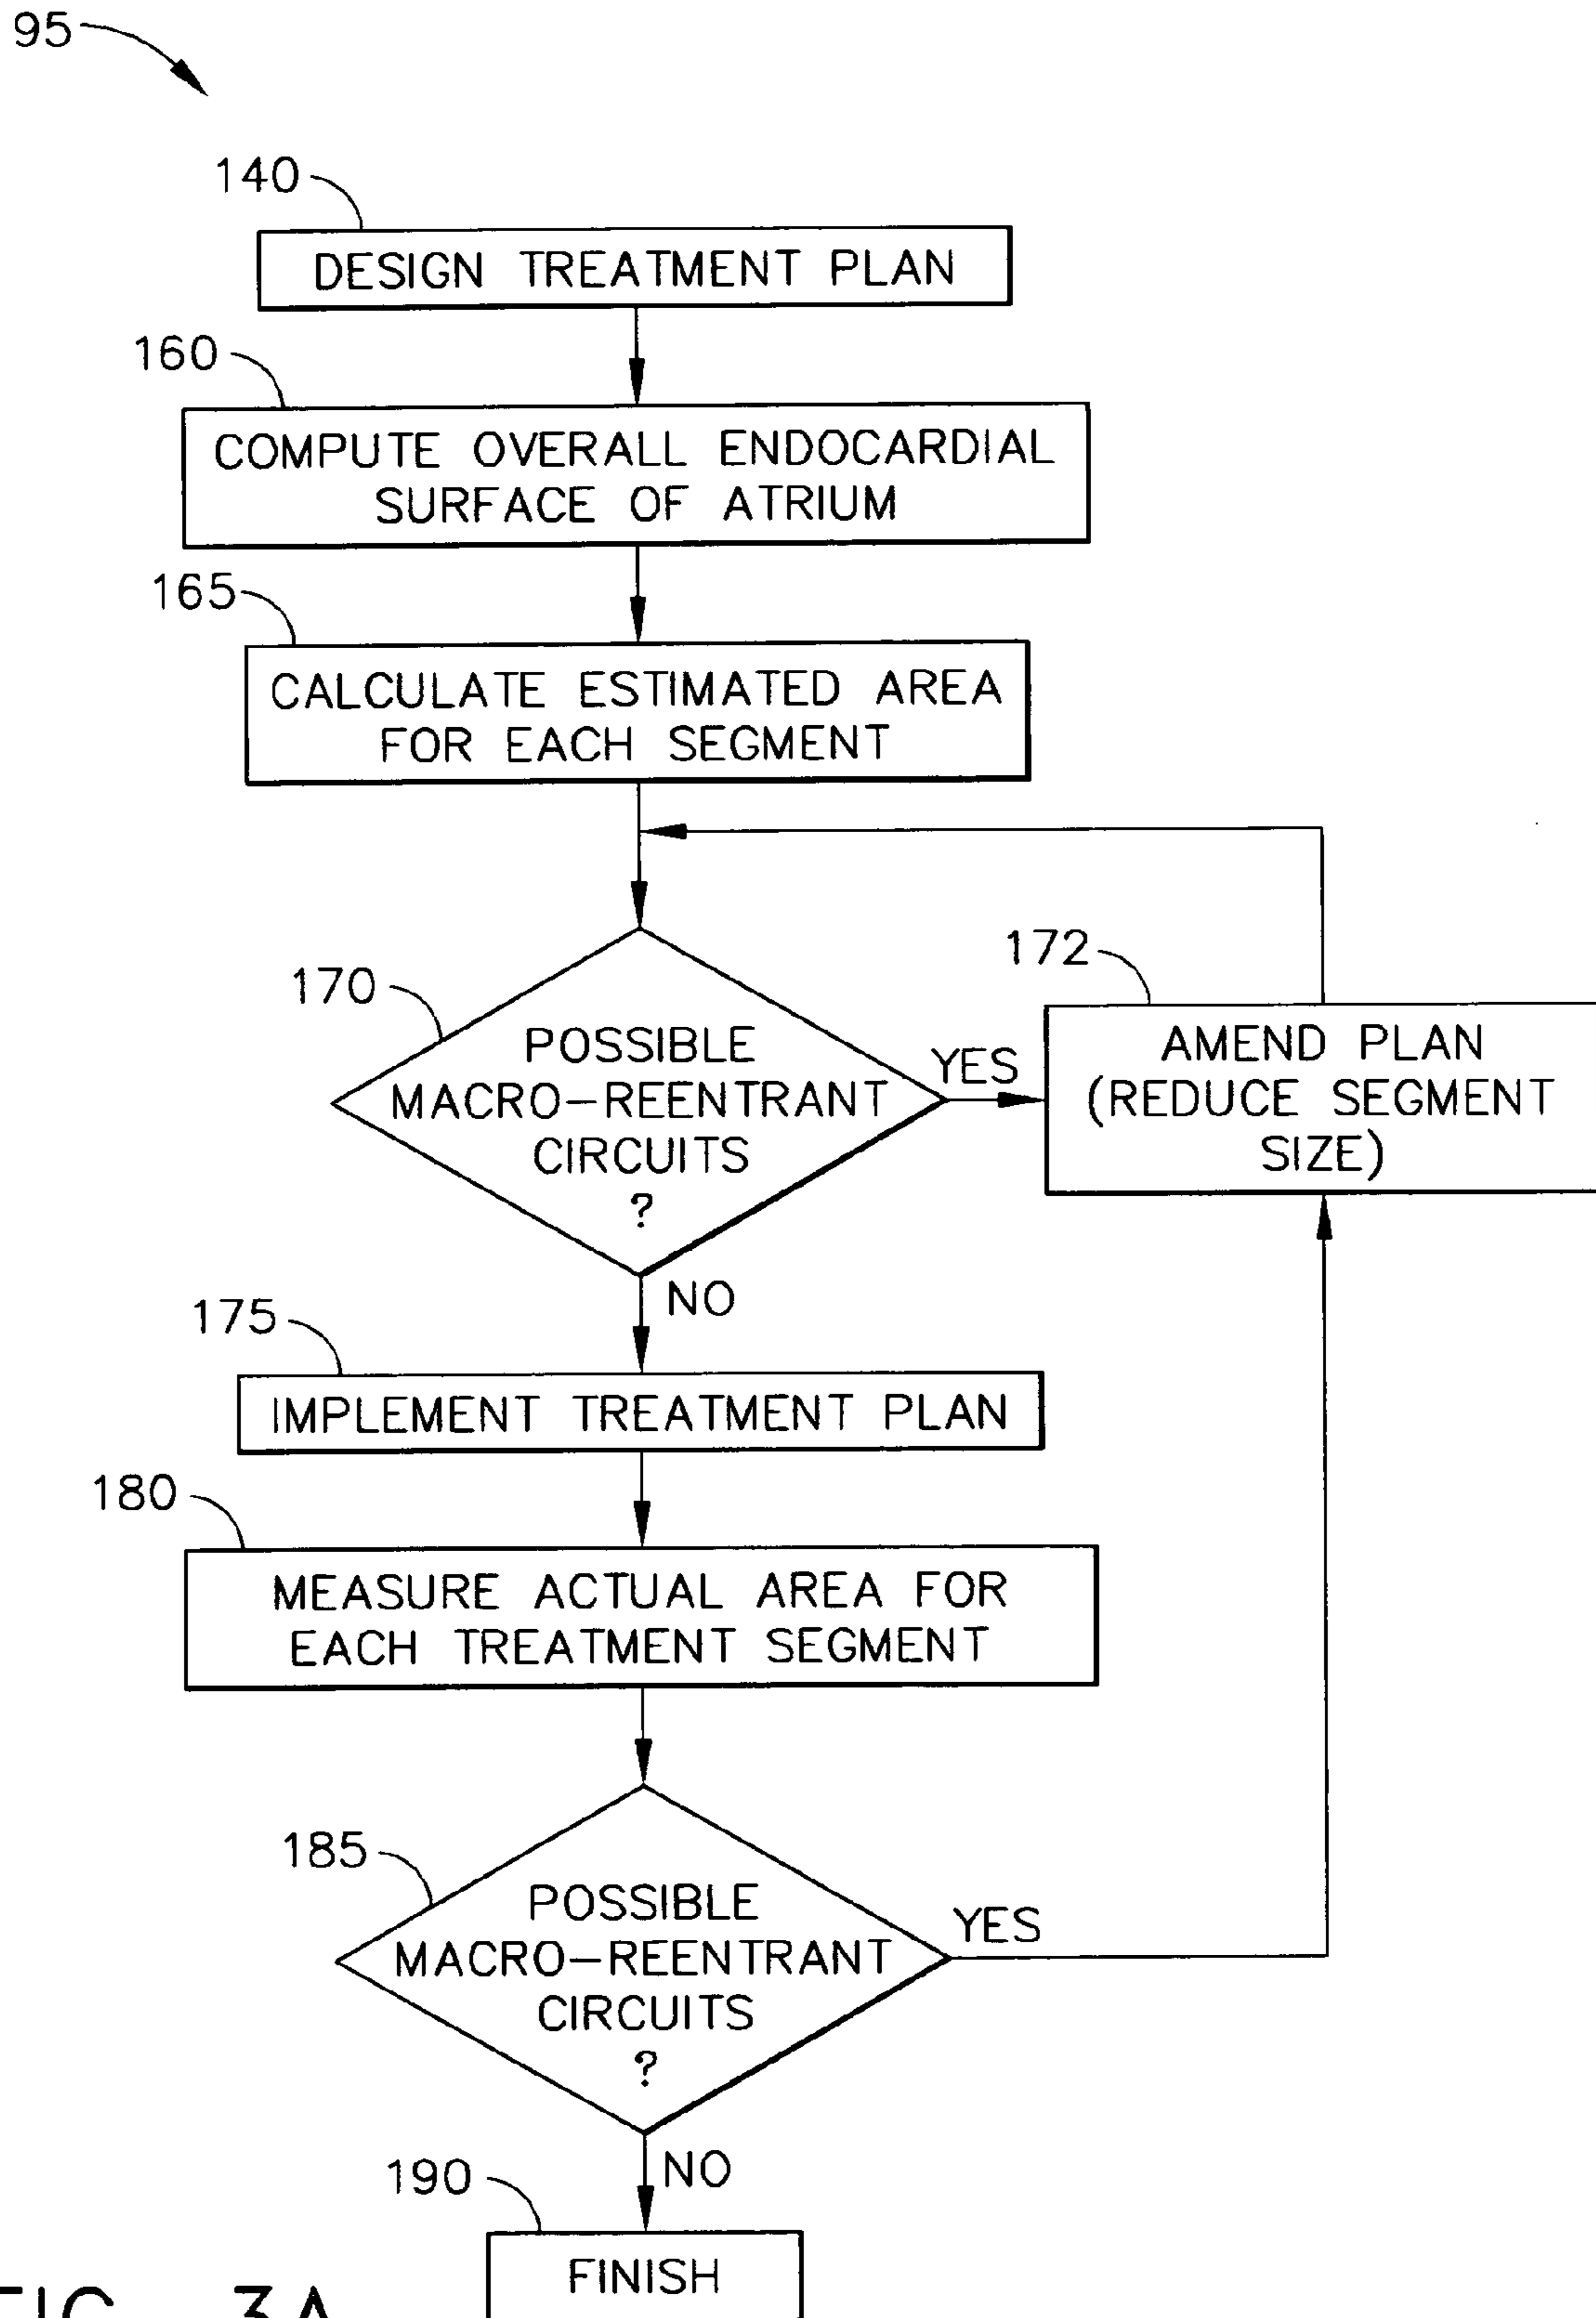 95
140
DESIGN TREATMENT PLAN
160
COMPUTE OVERALL ENDOCARDIAL
SURFACE OF ATRIUM
165
CALCULATE ESTIMATED AREA
FOR EACH SEGMENT
170
POSSIBLE
MACRO-REENTRANT
CIRCUITS
?
YES
172
AMEND PLAN
(REDUCE SEGMENT
SIZE)
NO
175
IMPLEMENT TREATMENT PLAN
180
MEASURE ACTUAL AREA FOR
EACH TREATMENT SEGMENT
185
POSSIBLE
MACRO-REENTRANT
CIRCUITS
?
YES
NO
190
FINISH
FIG. 3A